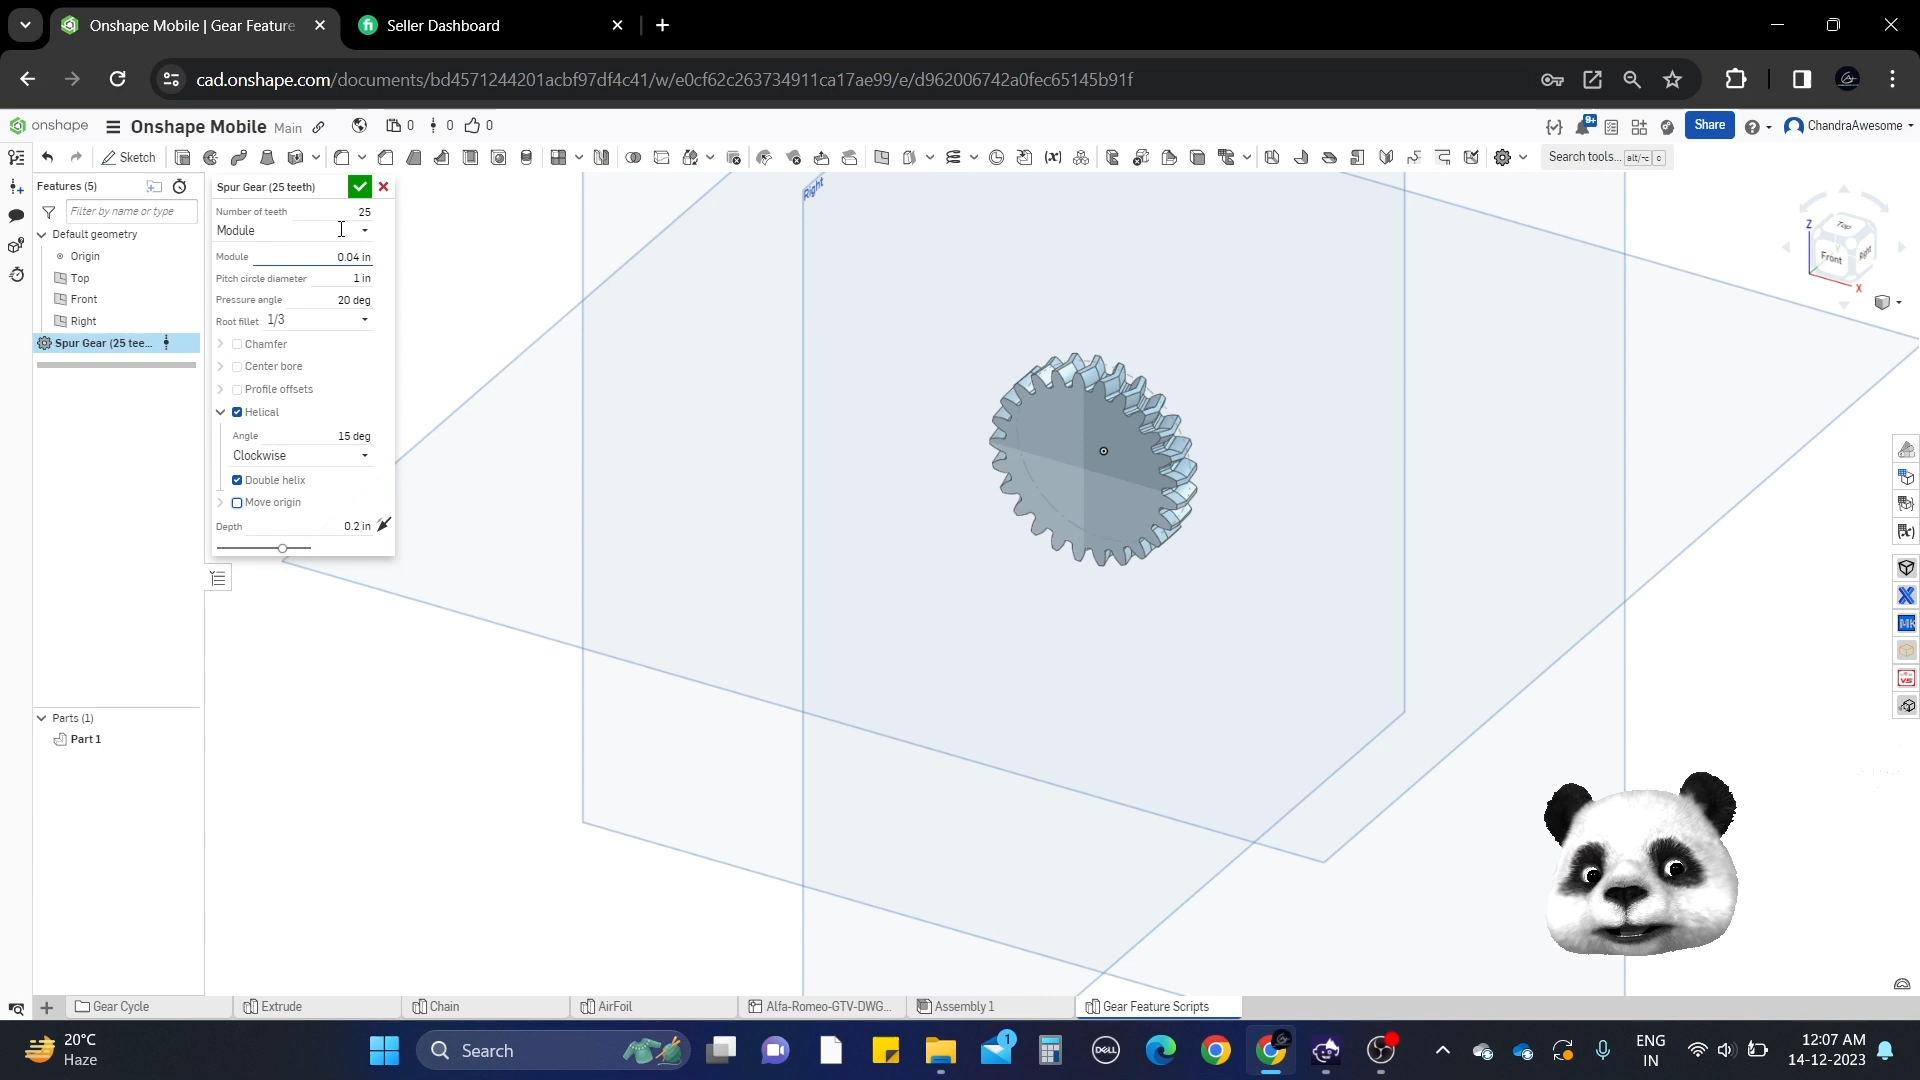 Onshape Mobile | Gear Feature
Seller Dashboard
cad.onshape.com/documents/bd4571244201acbf97df4c41/w/e0cf62c263734911ca17ae99/e/d962006742a0fec65145b91f
onshape Onshape Mobile Main 0 0 0
9+ Share ChandraAwesome
Sketch
Search tools... alt/⌥ c
Features (5)
Filter by name or type
Default geometry
Origin
Top
Front
Right
Spur Gear (25 tee...
Parts (1)
Part 1
Spur Gear (25 teeth)
Number of teeth 25
Module
Module 0.04 in
Pitch circle diameter 1 in
Pressure angle 20 deg
Root fillet 1/3
Chamfer
Center bore
Profile offsets
Helical
Angle 15 deg
Clockwise
Double helix
Move origin
Depth 0.2 in
Right
Z
Top
Front
Right
X
Gear Cycle
Extrude
Chain
AirFoil
Alfa-Romeo-GTV-DWG...
Assembly 1
Gear Feature Scripts
20°C
Haze
Search
1
DELL
ENG
IN
12:07 AM
14-12-2023